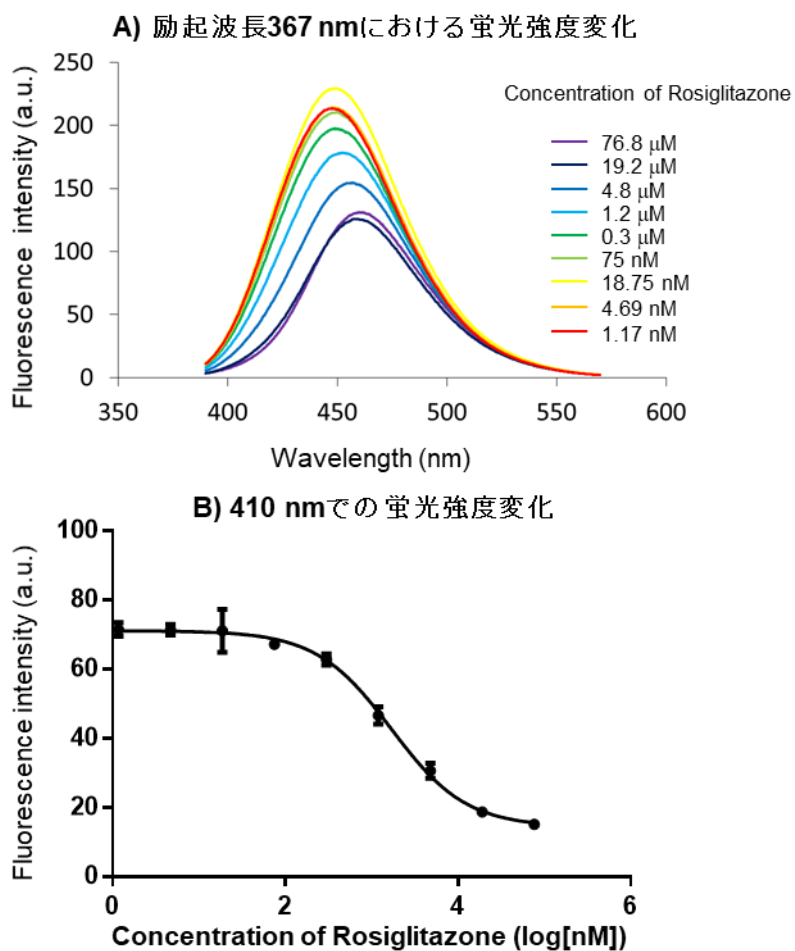 A) 励起波長367 nmにおける蛍光強度変化
Fluorescence intensity (a.u.)
250
200
150
100
50
0
350
400
450
500
550
600
Wavelength (nm)
Concentration of Rosiglitazone
76.8 μM
19.2 μM
4.8 μM
1.2 μM
0.3 μM
75 nM
18.75 nM
4.69 nM
1.17 nM
B) 410 nmでの蛍光強度変化
Fluorescence intensity (a.u.)
100
80
60
40
20
0
0
2
4
6
Concentration of Rosiglitazone (log[nM])